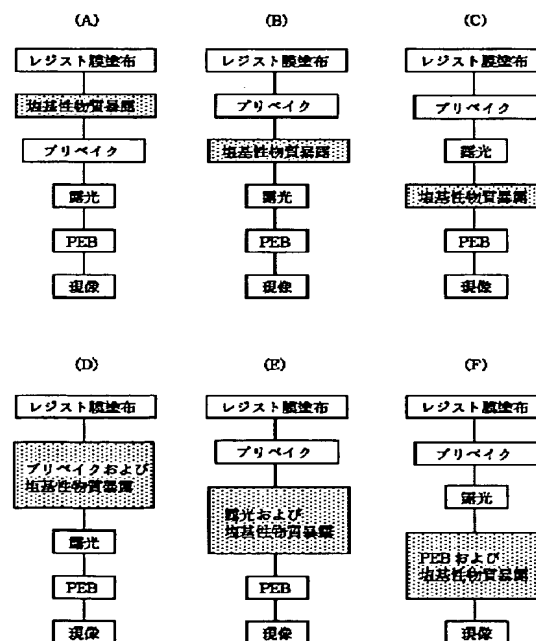 (A)
レジスト膜塗布
塩基性物質暴露
プリベイク
露光
PEB
現像
(B)
レジスト膜塗布
プリベイク
塩基性物質暴露
露光
PEB
現像
(C)
レジスト膜塗布
プリベイク
露光
塩基性物質暴露
PEB
現像
(D)
レジスト膜塗布
プリベイクおよび
塩基性物質暴露
露光
PEB
現像
(E)
レジスト膜塗布
プリベイク
露光および
塩基性物質暴露
PEB
現像
(F)
レジスト膜塗布
プリベイク
露光
PEBおよび
塩基性物質暴露
現像